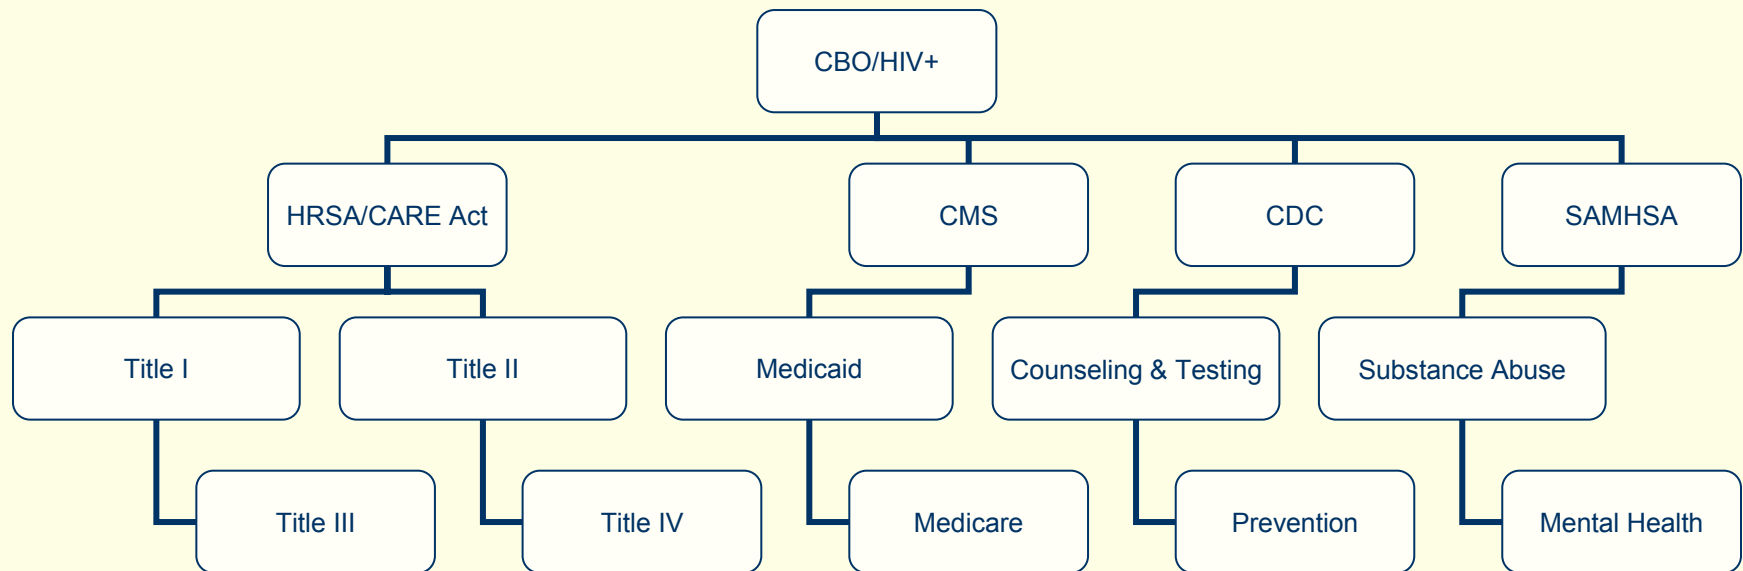 CBO/HIV+
HRSA/CARE Act
CMS
CDC
SAMHSA
Title I
Title II
Medicaid
Counseling & Testing
Substance Abuse
Title III
Title IV
Medicare
Prevention
Mental Health